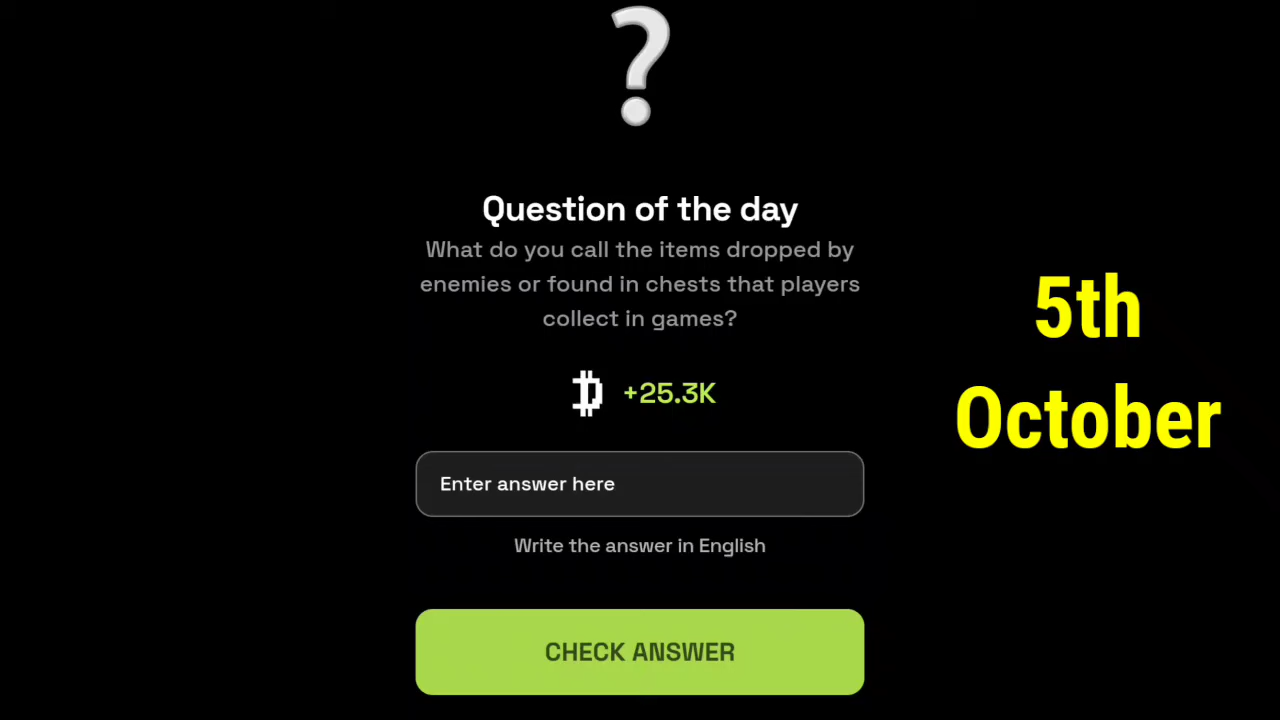 ?
Question of the day
What do you call the items dropped by
enemies or found in chests that players
collect in games?
+25.3K
Enter answer here
Write the answer in English
CHECK ANSWER
5th
October